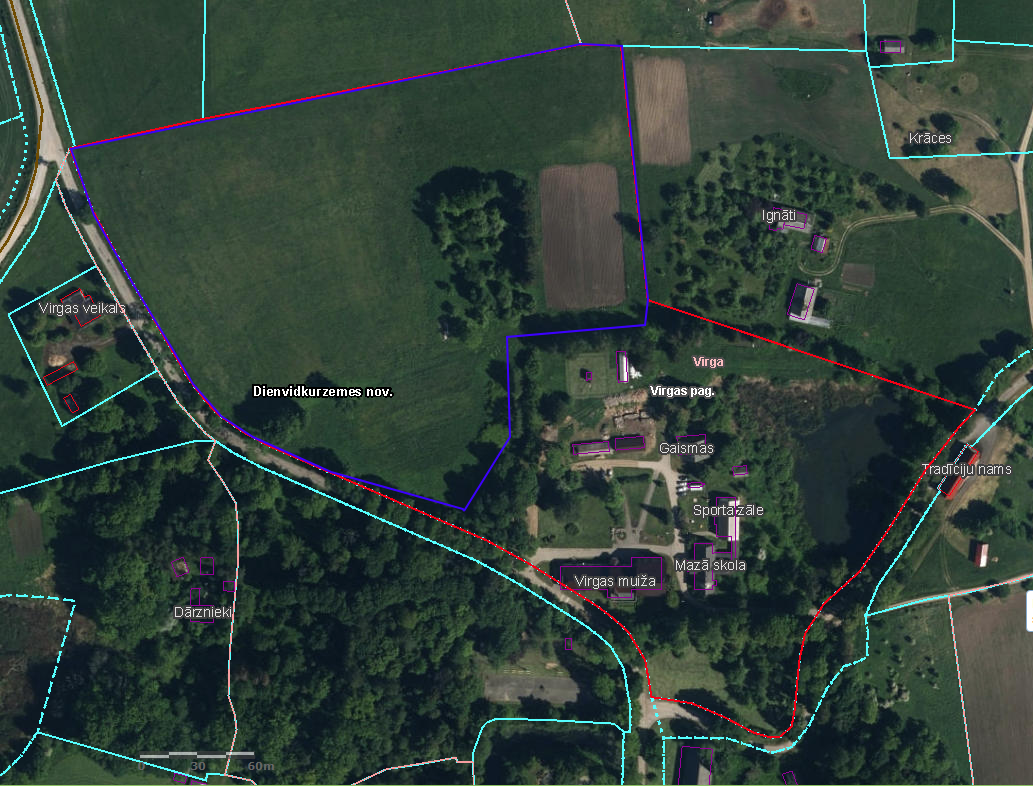 Krāces
Ignāti
Virgas veikals
Virga
Dienvidkurzemes nov.
Virgas pag.
Gaismas
Tradīciju nams
Sporta zāle
Mazā skola
Virgas muiža
Dārznieki
30 60m